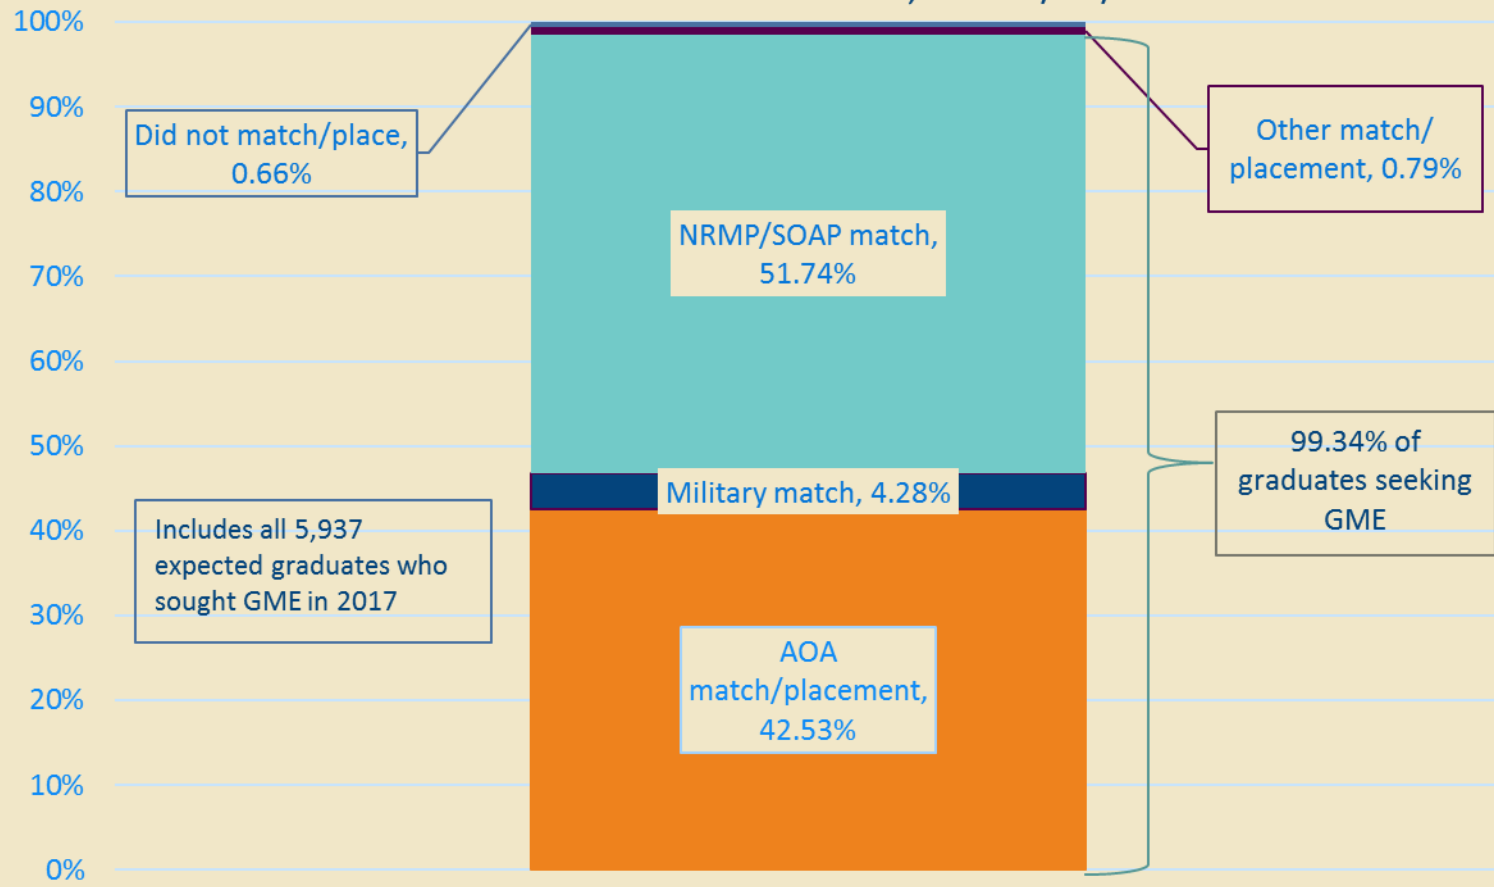 100%
90%
80%
70%
60%
50%
40%
30%
20%
10%
0%
Did not match/place,
0.66%
Other match/
placement, 0.79%
NRMP/SOAP match,
51.74%
Military match, 4.28%
99.34% of
graduates seeking
GME
Includes all 5,937
expected graduates who
sought GME in 2017
AOA
match/placement,
42.53%